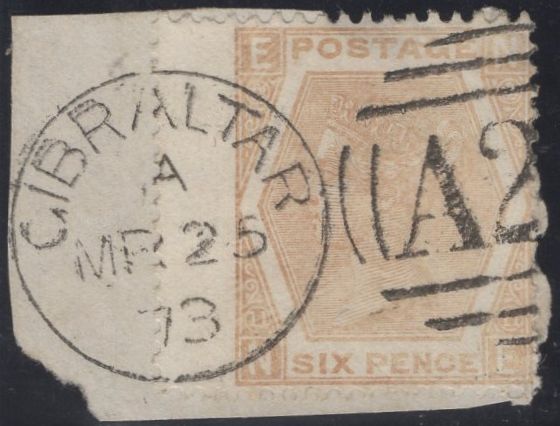 GIBRALTAR
A
MR 25
73
F POSTAGE N
A2
N SIX PENCE F